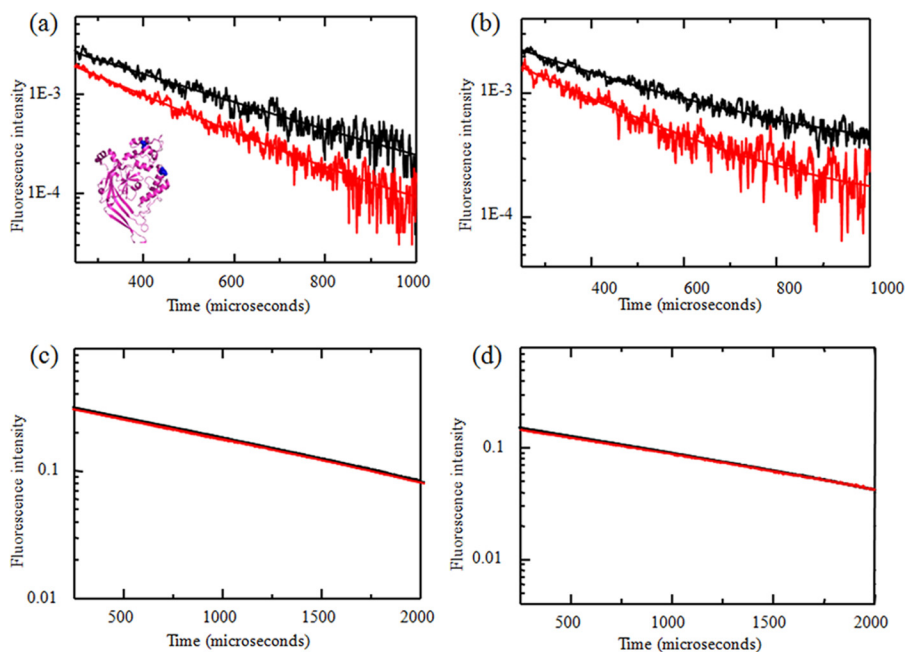 (a)
Fluorescence intensity
1E-3
1E-4
400 600 800 1000
Time (microseconds)
(b)
Fluorescence intensity
1E-3
1E-4
400 600 800 1000
Time (microseconds)
(c)
Fluorescence intensity
0.1
0.01
500 1000 1500 2000
Time (microseconds)
(d)
Fluorescence intensity
0.1
0.01
500 1000 1500 2000
Time (microseconds)